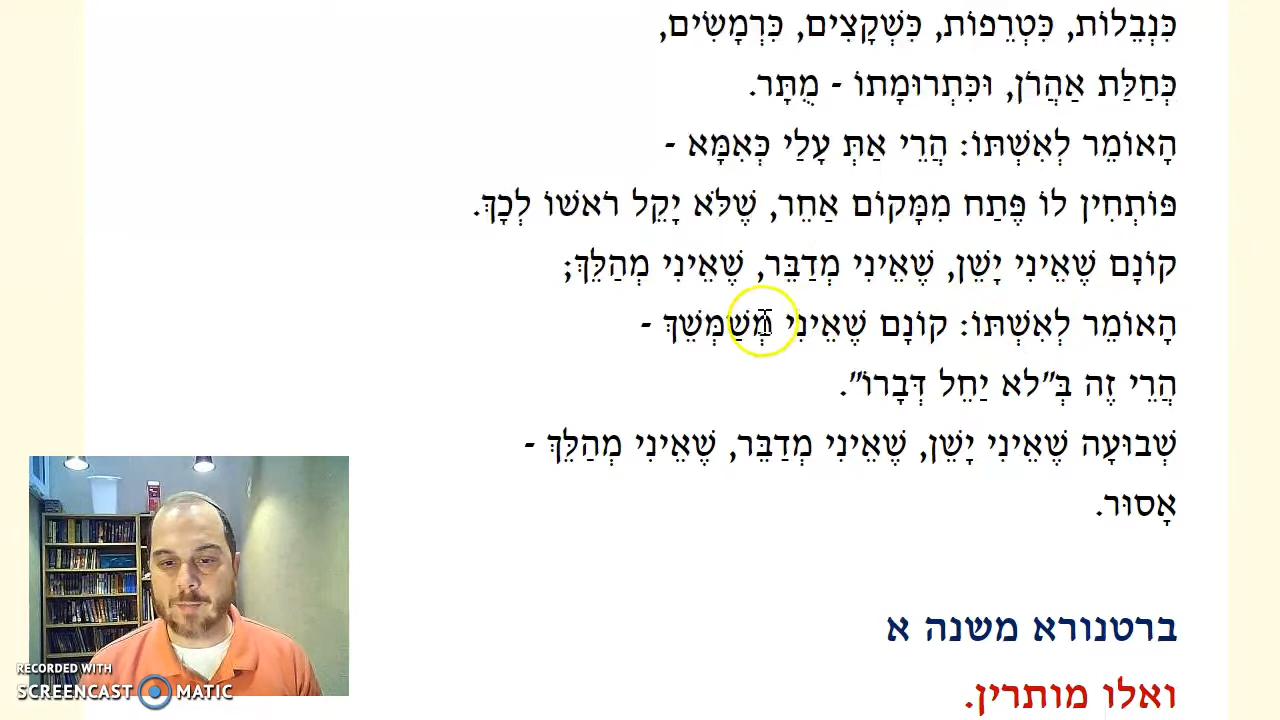 כִּנְבֵלוֹת, כִּטְרֵפוֹת, כִּשְׁקָצִים, כִּרְמָשִׂים,
כְּחַלַּת אַהֲרֹן, וּכִּתְרוּמָתוֹ - מֻתָּר.
הָאוֹמֵר לְאִשְׁתּוֹ: הֲרֵי אַתְּ עָלַי כְּאִמָּא -
פּוֹתְחִין לוֹ פֶּתַח מִמָּקוֹם אַחֵר, שֶׁלֹּא יָקֵל רֹאשׁוֹ לְכָךְ.
קוֹנָם שֶׁאֵינִי יָשֵׁן, שֶׁאֵינִי מְדַבֵּר, שֶׁאֵינִי מְהַלֵּךְ;
הָאוֹמֵר לְאִשְׁתּוֹ: קוֹנָם שֶׁאֵינִי מְשַׁמְּשֵׁךְ -
הֲרֵי זֶה בְּ"לֹא יַחֵל דְּבָרוֹ".
שְׁבוּעָה שֶׁאֵינִי יָשֵׁן, שֶׁאֵינִי מְדַבֵּר, שֶׁאֵינִי מְהַלֵּךְ -
אָסוּר.
ברטנורא משנה א
ואלו מותרין.
RECORDED WITH
SCREENCAST MATIC